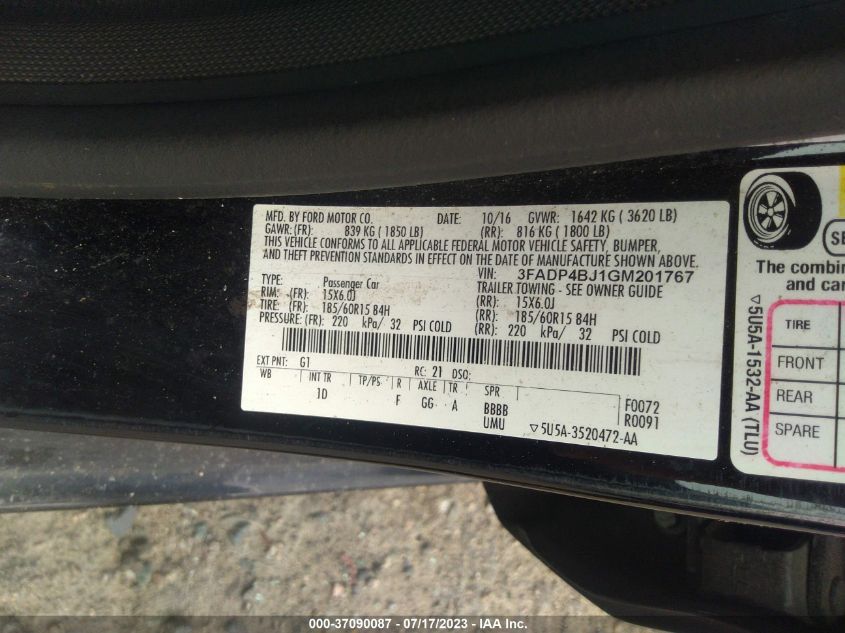 MFD. BY FORD MOTOR CO. DATE: 10/16 GVWR: 1642 KG ( 3620 LB)
GAWR: (FR) 839 KG ( 1850 LB) (RR): 816 KG ( 1800 LB)
THIS VEHICLE CONFORMS TO ALL APPLICABLE FEDERAL MOTOR VEHICLE SAFETY, BUMPER,
AND THEFT PREVENTION STANDARDS IN EFFECT ON THE DATE OF MANUFACTURE SHOWN ABOVE.
VIN: 3FADP4BJ1GM201767
TYPE: Passenger Car TRAILER TOWING - SEE OWNER GUIDE
RIM: (FR): 15X6.0J (RR): 15X6.0J
TIRE: (FR): 185/60R15 84H (RR): 185/60R15 84H
PRESSURE: (FR): 220 kPa/ 32 PSI COLD (RR): 220 kPa/ 32 PSI COLD
EXT PNT: G1 RC: 21 DSO:
WB INT TR TP/PS R AXLE TR SPR
1D F GG A BBBB F0072
UMU ▽5U5A-3520472-AA R0091
The combin
and car
TIRE
FRONT
REAR
SPARE
▽5U5A-1532-AA (TLU)
000-37090087 - 07/17/2023 - IAA Inc.